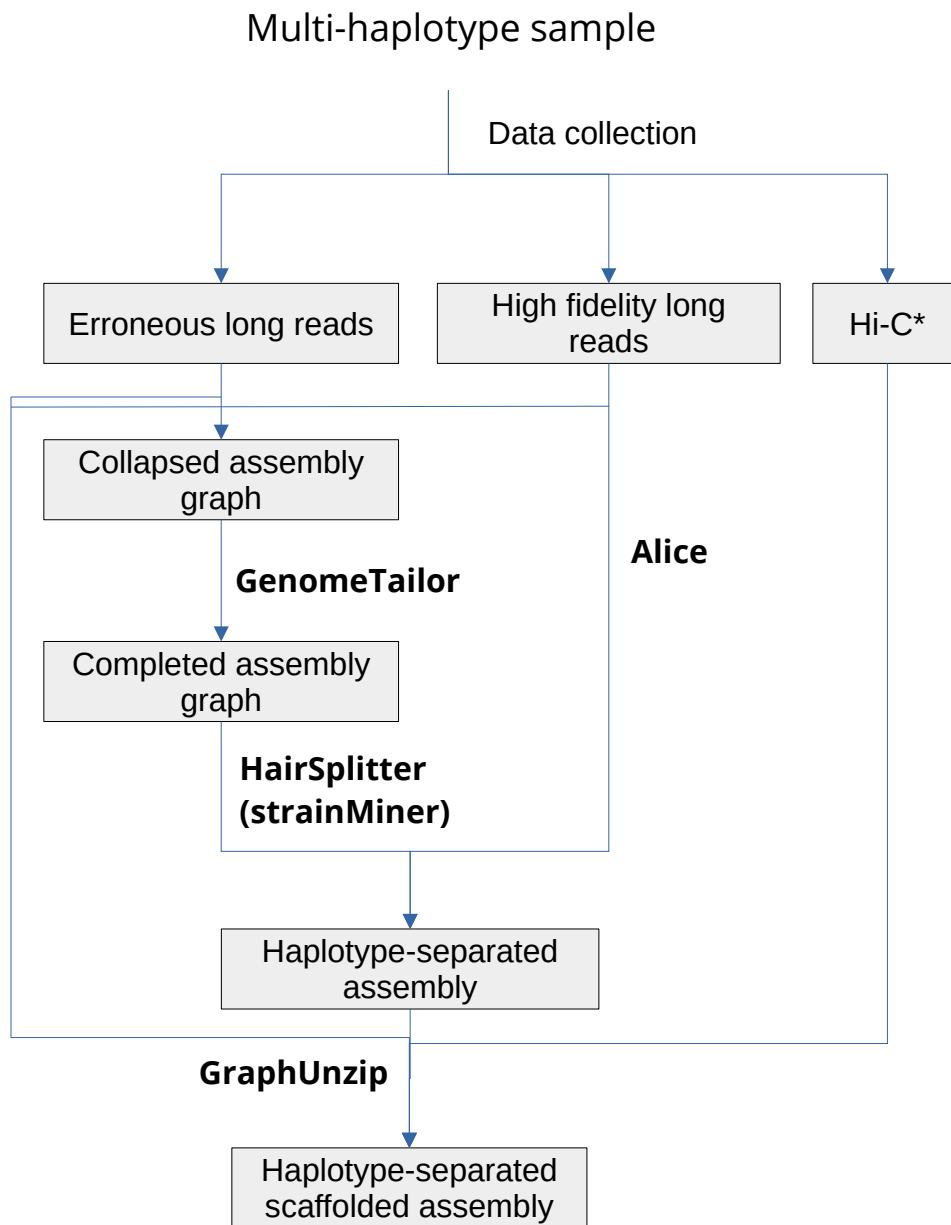 Multi-haplotype sample
Data collection
Erroneous long reads
High fidelity long
reads
Hi-C*
Collapsed assembly
graph
Alice
GenomeTailor
Completed assembly
graph
HairSplitter
(strainMiner)
Haplotype-separated
assembly
GraphUnzip
Haplotype-separated
scaffolded assembly